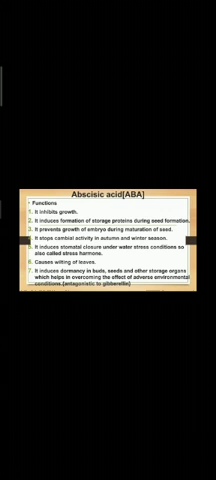 Abscisic acid[ABA]
Functions
1. It inhibits growth.
2. It induces formation of storage proteins during seed formation.
3. It prevents growth of embryo during maturation of seed.
4. It stops cambial activity in autumn and winter season.
5. It induces stomatal closure under water stress conditions so
also called stress harmone.
6. Causes wilting of leaves.
7. It induces dormancy in buds, seeds and other storage organs
which helps in overcoming the effect of adverse environmental
conditions.(antagonistic to gibberellin)